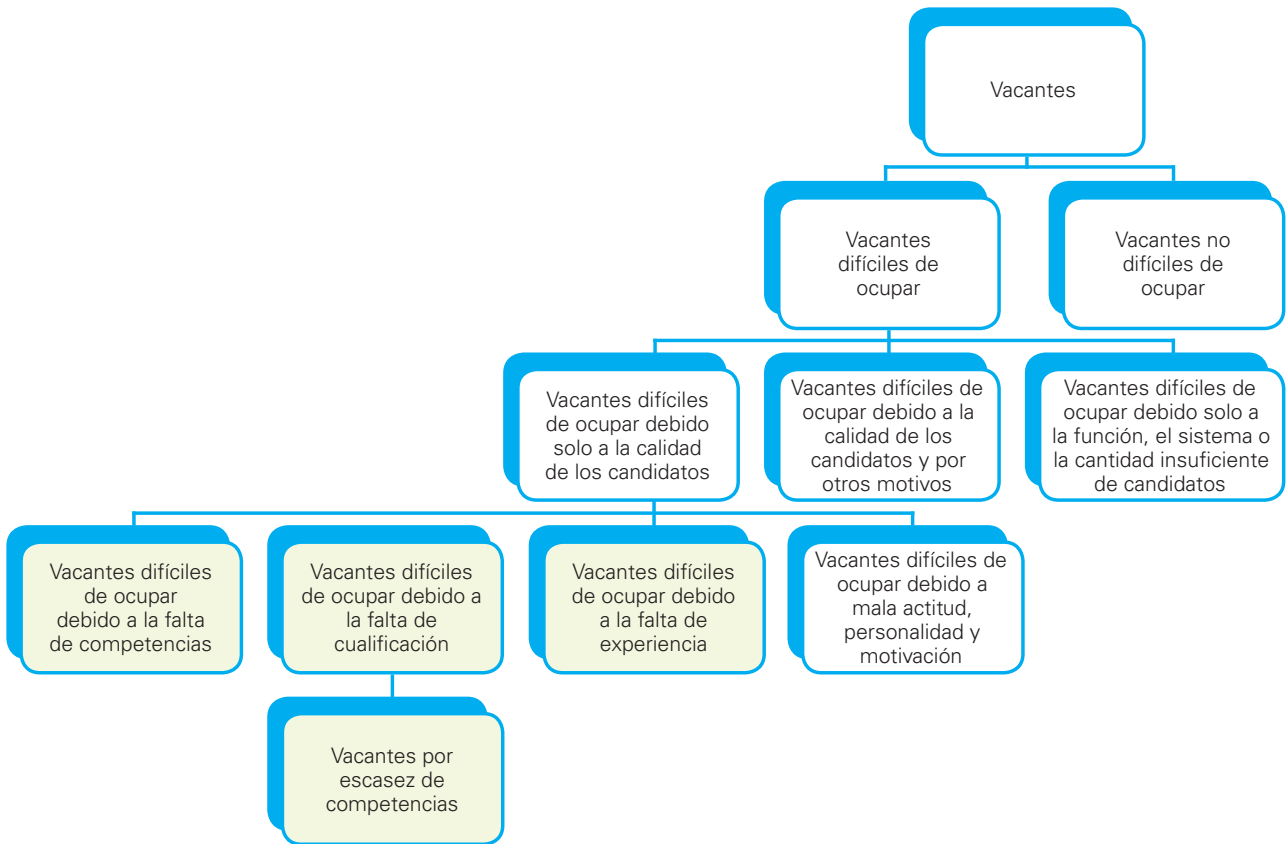 Vacantes
Vacantes
difíciles de
ocupar
Vacantes no
difíciles de
ocupar
Vacantes difíciles
de ocupar debido
solo a la calidad
de los candidatos
Vacantes difíciles de
ocupar debido a la
calidad de los
candidatos y por
otros motivos
Vacantes difíciles de
ocupar debido solo a
la función, el sistema o
la cantidad insuficiente
de candidatos
Vacantes difíciles
de ocupar
debido a la falta
de competencias
Vacantes difíciles
de ocupar debido a
la falta de
cualificación
Vacantes difíciles
de ocupar debido
a la falta de
experiencia
Vacantes difíciles de
ocupar debido a
mala actitud,
personalidad y
motivación
Vacantes por
escasez de
competencias